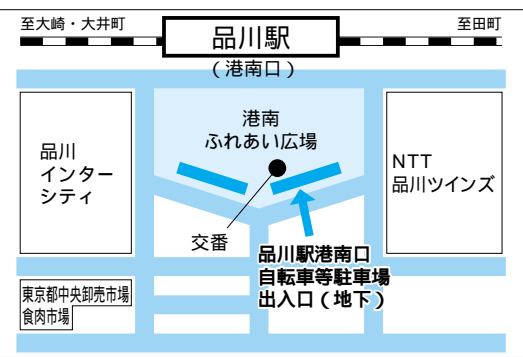 至大崎・大井町
品川駅
至田町
（港南口）
港南
ふれあい広場
品川
インター
シティ
NTT
品川ツインズ
交番
品川駅港南口
自転車等駐車場
出入口（地下）
東京都中央卸売市場
食肉市場